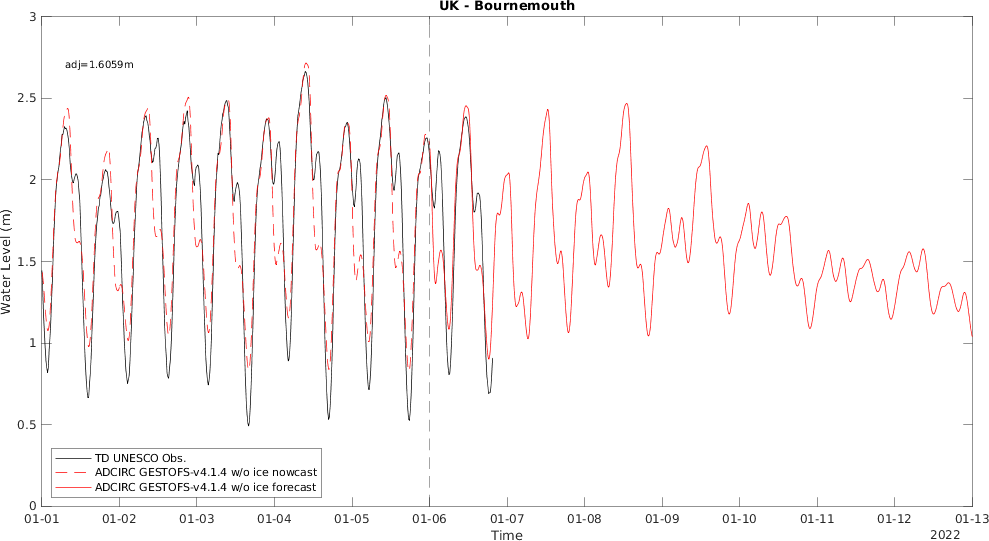 UK - Bournemouth
adj=1.6059m
Water Level (m)
3
2.5
2
1.5
1
0.5
0
TD UNESCO Obs.
ADCIRC GESTOFS-v4.1.4 w/o ice nowcast
ADCIRC GESTOFS-v4.1.4 w/o ice forecast
01-01 01-02 01-03 01-04 01-05 01-06 01-07 01-08 01-09 01-10 01-11 01-12 01-13
Time
2022